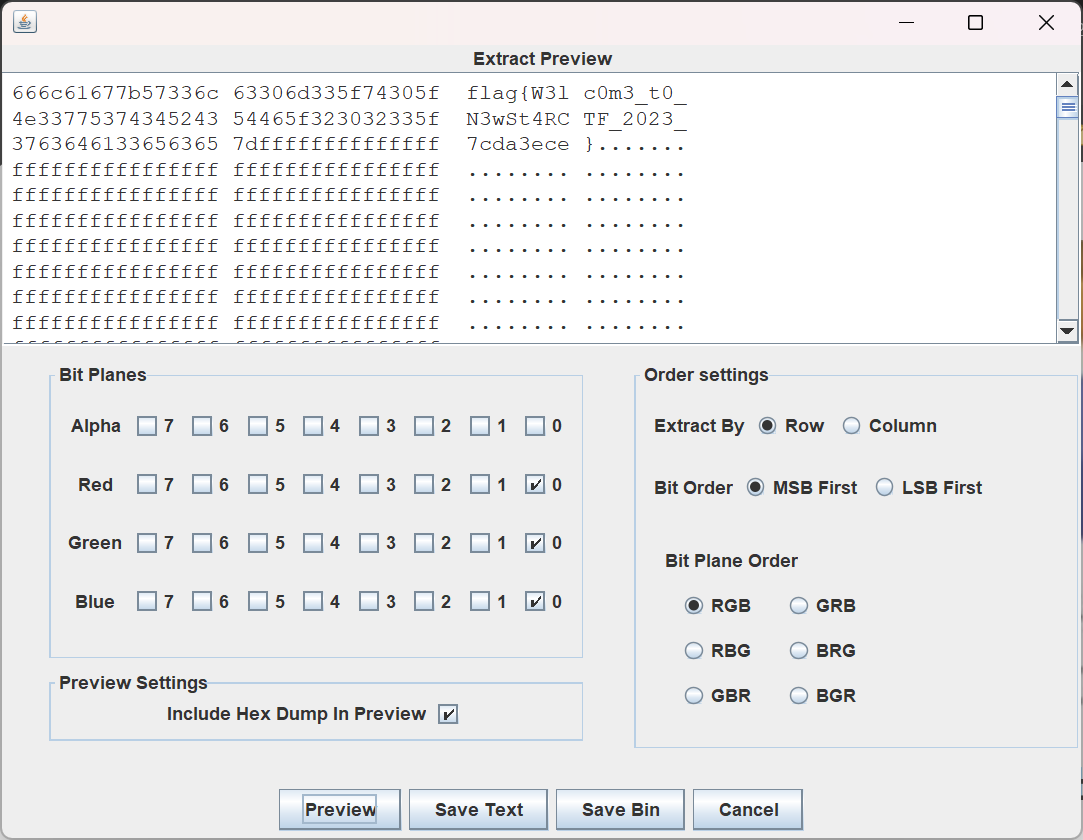 Extract Preview
666c61677b57336c 63306d335f74305f flag{W3l c0m3_t0_
4e33775374345243 54465f323032335f N3wSt4RC TF_2023_
3763646133656365 7dffffffffffffff 7cda3ece }.......
ffffffffffffffff ffffffffffffffff ........ ........
ffffffffffffffff ffffffffffffffff ........ ........
ffffffffffffffff ffffffffffffffff ........ ........
ffffffffffffffff ffffffffffffffff ........ ........
ffffffffffffffff ffffffffffffffff ........ ........
ffffffffffffffff ffffffffffffffff ........ ........
ffffffffffffffff ffffffffffffffff ........ ........
Bit Planes
Alpha 7 6 5 4 3 2 1 0
Red 7 6 5 4 3 2 1 0
Green 7 6 5 4 3 2 1 0
Blue 7 6 5 4 3 2 1 0
Preview Settings
Include Hex Dump In Preview
Order settings
Extract By Row Column
Bit Order MSB First LSB First
Bit Plane Order
RGB GRB
RBG BRG
GBR BGR
Preview Save Text Save Bin Cancel